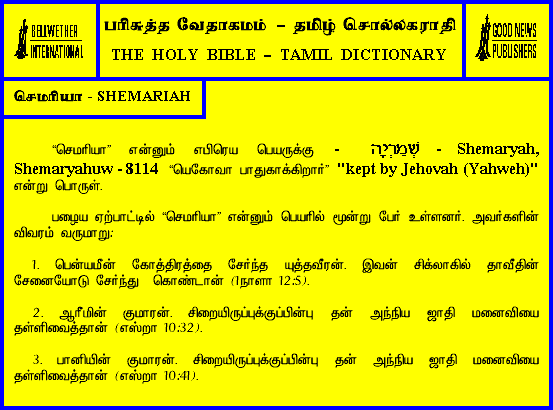 BELLWETHER
INTERNATIONAL
பரிசுத்த வேதாகமம் – தமிழ் சொல்லகராதி
THE HOLY BIBLE – TAMIL DICTIONARY
GOOD NEWS
PUBLISHERS
செமரியா - SHEMARIAH
“செமரியா” என்னும் எபிரெய பெயருக்கு - שְׁמַרְיָה - Shemaryah,
Shemaryahuw - 8114 “யெகோவா பாதுகாக்கிறார்” "kept by Jehovah (Yahweh)"
என்று பொருள்.
பழைய ஏற்பாட்டில் “செமரியா” என்னும் பெயரில் மூன்று பேர் உள்ளனர். அவர்களின்
விவரம் வருமாறு:
1. பென்யமீன் கோத்திரத்தை சேர்ந்த யுத்தவீரன். இவன் சிக்லாகில் தாவீதின்
சேனையோடு சேர்ந்து கொண்டான் (1நாளா 12:5).
2. ஆரீமின் குமாரன். சிறையிருப்புக்குப்பின்பு தன் அந்நிய ஜாதி மனைவியை
தள்ளிவைத்தான் (எஸ்றா 10:32).
3. பானியின் குமாரன். சிறையிருப்புக்குப்பின்பு தன் அந்நிய ஜாதி மனைவியை
தள்ளிவைத்தான் (எஸ்றா 10:41).